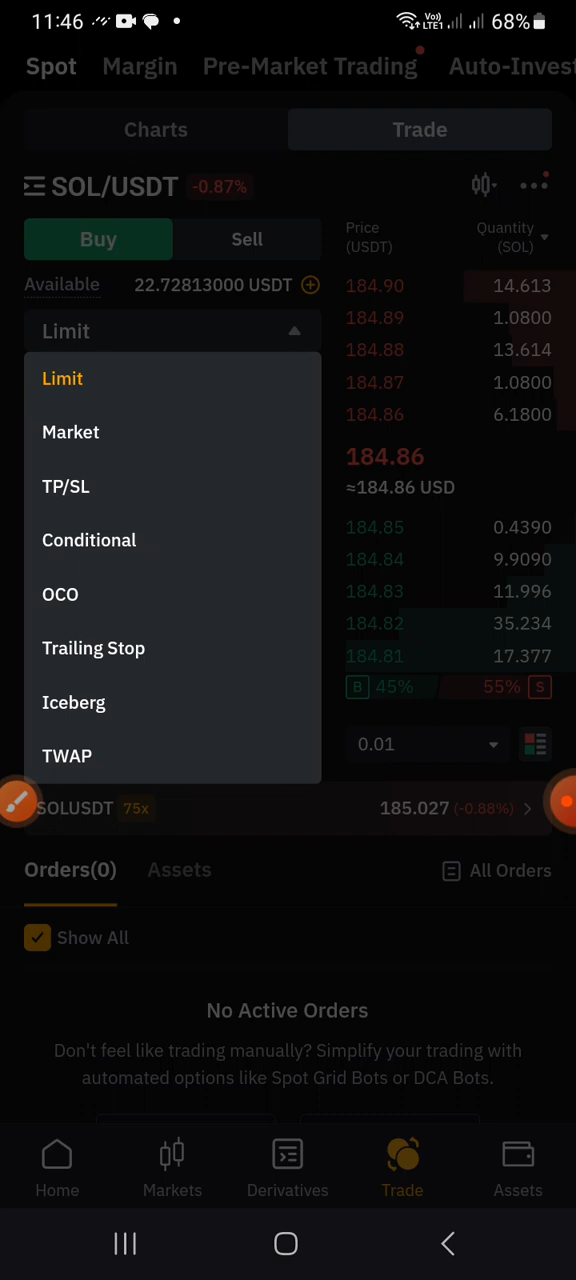 11:46
Vo) LTE1
68%
Spot Margin Pre-Market Trading Auto-Invest
Charts Trade
SOL/USDT -0.87%
Buy Sell
Available 22.72813000 USDT
Price (USDT) Quantity (SOL)
Limit
Limit
Market
TP/SL
Conditional
OCO
Trailing Stop
Iceberg
TWAP
184.90 14.613
184.89 1.0800
184.88 13.614
184.87 1.0800
184.86 6.1800
184.86
≈184.86 USD
184.85 0.4390
184.84 9.9090
184.83 11.996
184.82 35.234
184.81 17.377
B 45% 55% S
0.01
SOLUSDT 75x 185.027 (-0.88%)
Orders(0) Assets All Orders
Show All
No Active Orders
Don't feel like trading manually? Simplify your trading with
automated options like Spot Grid Bots or DCA Bots.
Home Markets Derivatives Trade Assets